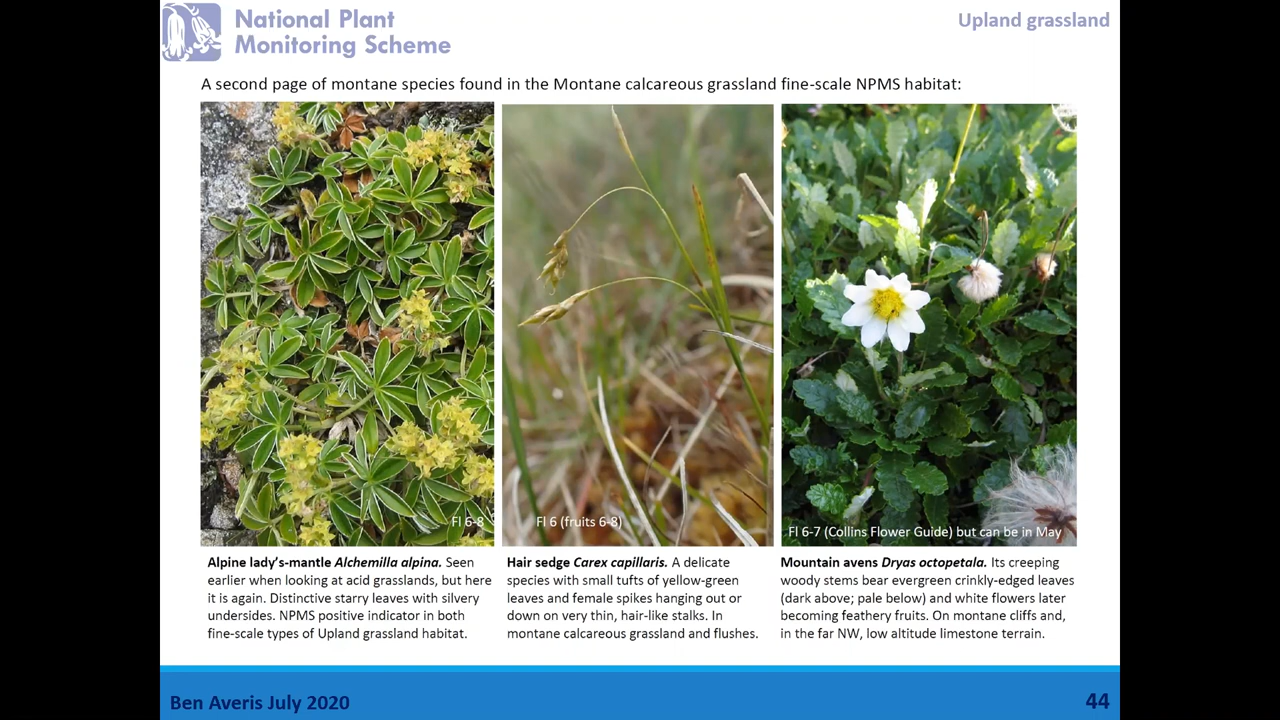 National Plant
Monitoring Scheme
Upland grassland
A second page of montane species found in the Montane calcareous grassland fine-scale NPMS habitat:
Fl 6-8
Fl 6 (fruits 6-8)
Fl 6-7 (Collins Flower Guide) but can be in May
Alpine lady's-mantle Alchemilla alpina. Seen
earlier when looking at acid grasslands, but here
it is again. Distinctive starry leaves with silvery
undersides. NPMS positive indicator in both
fine-scale types of Upland grassland habitat.
Hair sedge Carex capillaris. A delicate
species with small tufts of yellow-green
leaves and female spikes hanging out or
down on very thin, hair-like stalks. In
montane calcareous grassland and flushes.
Mountain avens Dryas octopetala. Its creeping
woody stems bear evergreen crinkly-edged leaves
(dark above; pale below) and white flowers later
becoming feathery fruits. On montane cliffs and,
in the far NW, low altitude limestone terrain.
Ben Averis July 2020
44